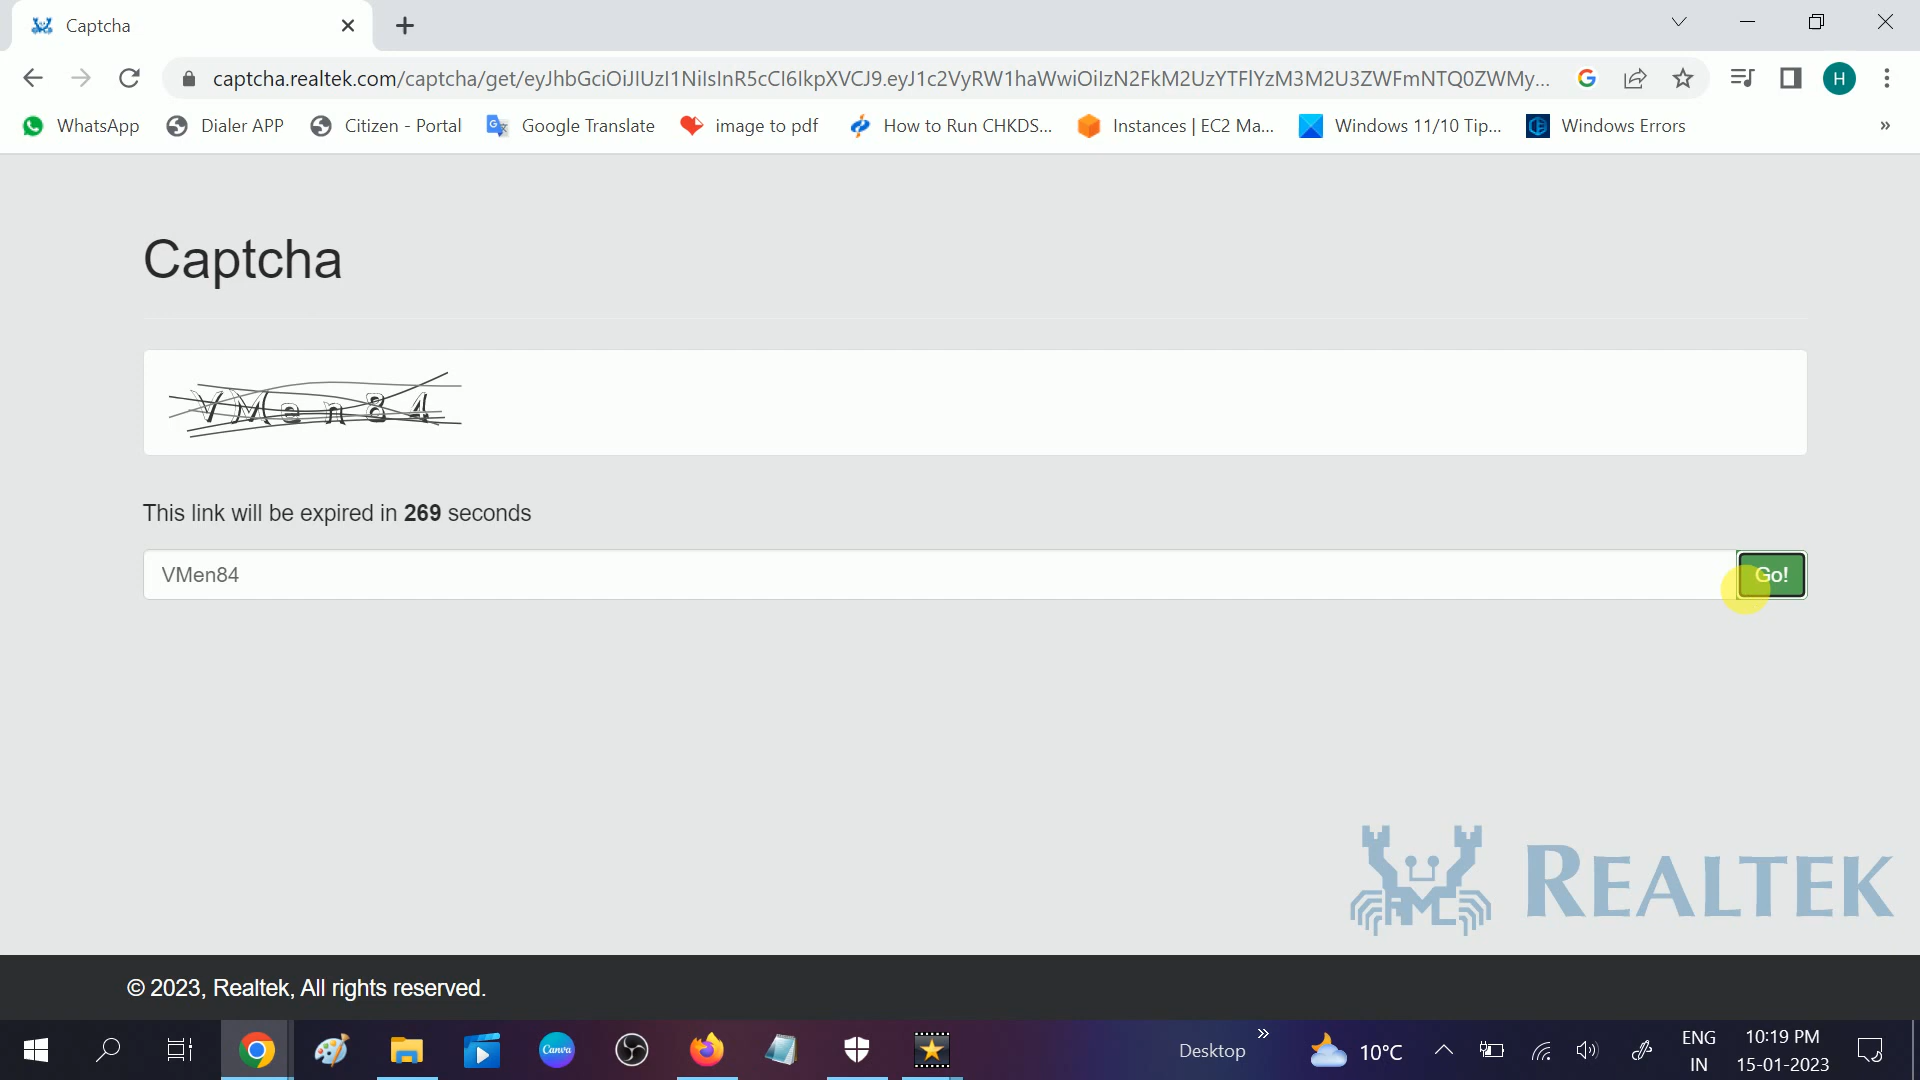 Captcha
captcha.realtek.com/captcha/get/eyJhbGciOiJIUzI1NiIsInR5cCI6IkpXVCJ9.eyJ1c2VyRW1haWwiOiIzN2FkM2UzYTFlYzM3M2U3ZWFmNTQ0ZWMy...
H
WhatsApp
Dialer APP
Citizen - Portal
Google Translate
image to pdf
How to Run CHKDS...
Instances | EC2 Ma...
Windows 11/10 Tip...
Windows Errors
»
Captcha
VMen84
This link will be expired in 269 seconds
VMen84
Go!
REALTEK
© 2023, Realtek, All rights reserved.
Canva
Desktop
»
10°C
ENG
IN
10:19 PM
15-01-2023